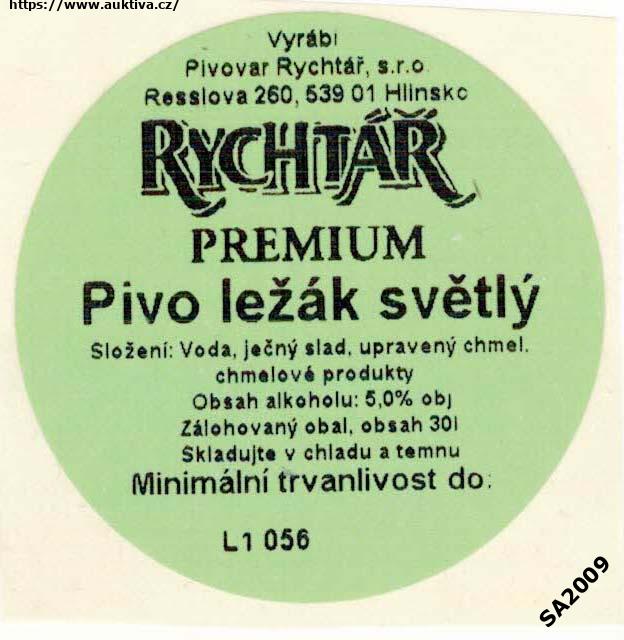 https://www.auktiva.cz/
Vyrábí
Pivovar Rychtář, s.r.o.
Resslova 260, 539 01 Hlinsko
RYCHTÁŘ
PREMIUM
Pivo ležák světlý
Složení: Voda, ječný slad, upravený chmel.
chmelové produkty
Obsah alkoholu: 5,0% obj
Zálohovaný obal, obsah 30l
Skladujte v chladu a temnu
Minimální trvanlivost do:
L1 056
SA2009